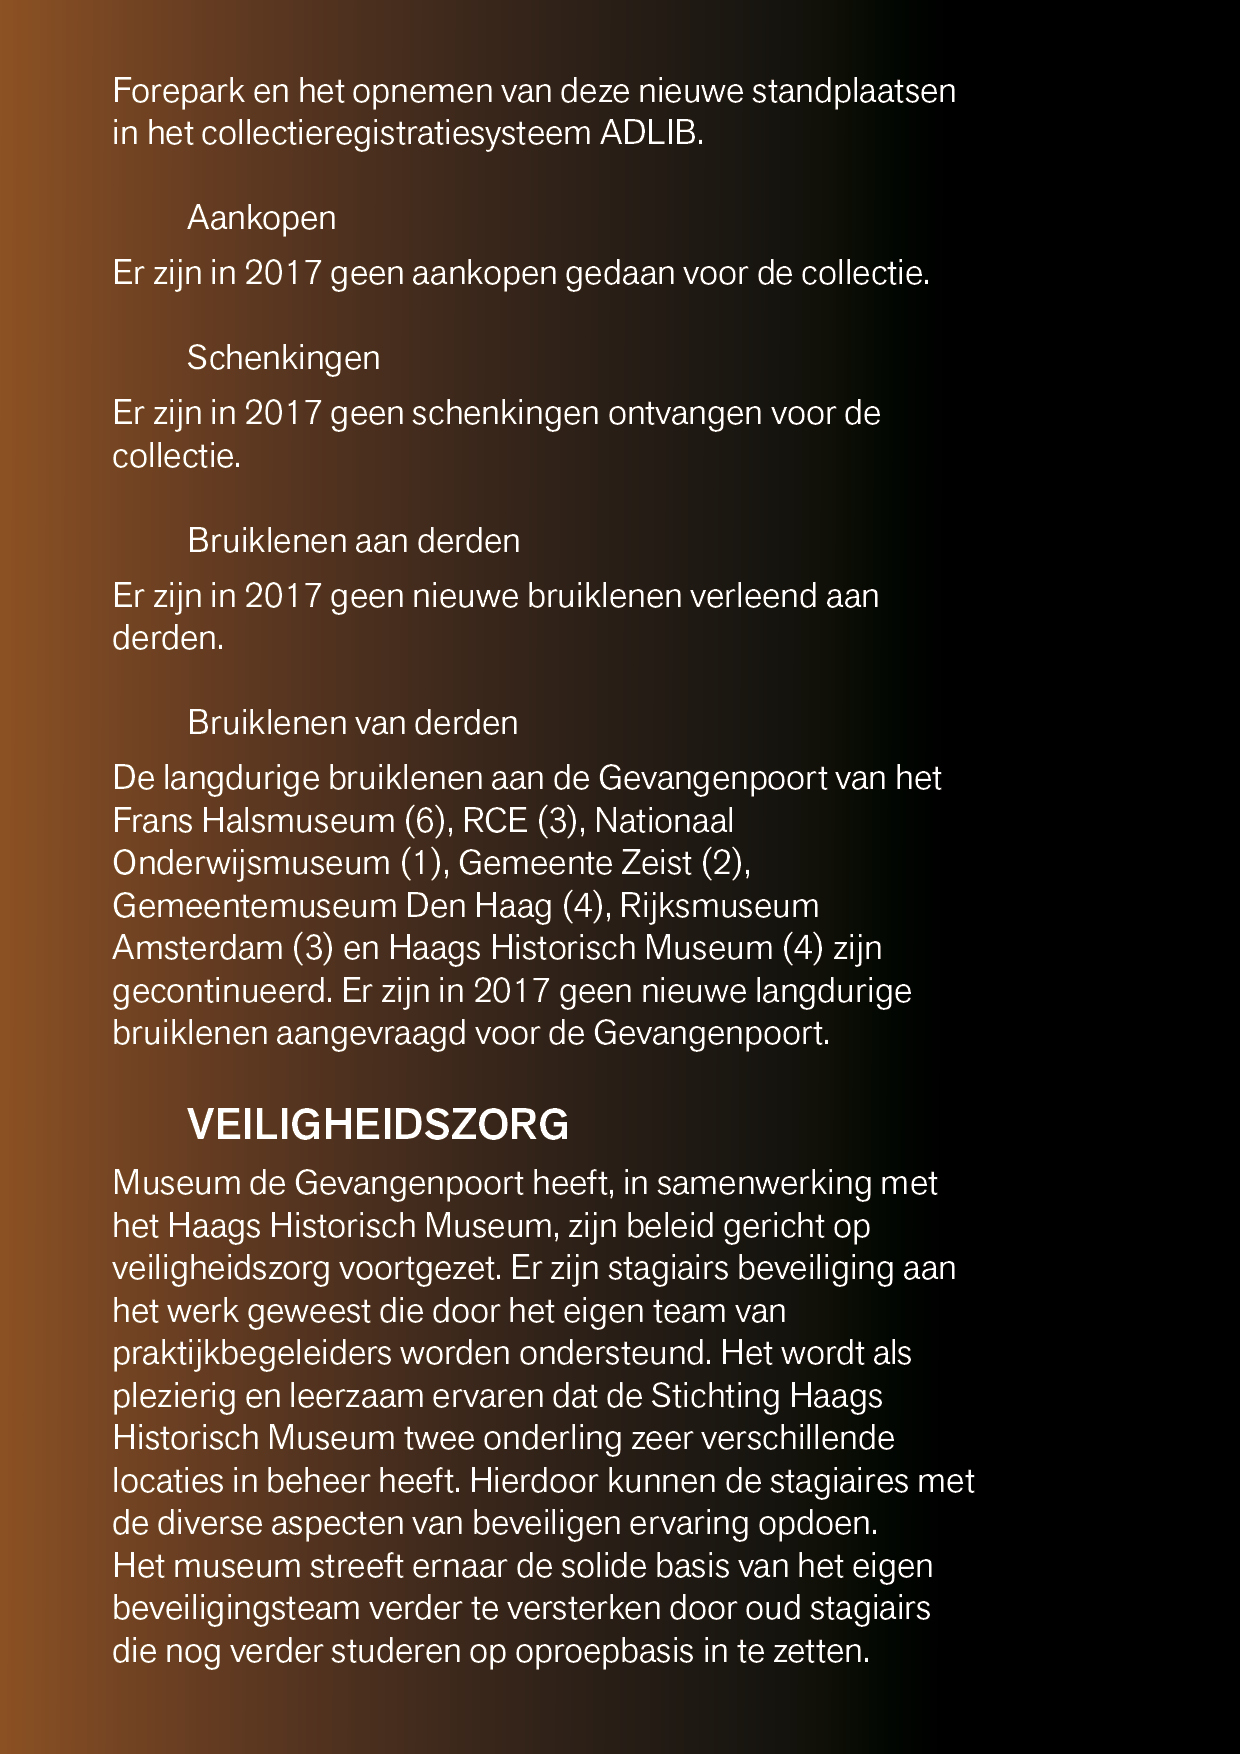 Forepark en het opnemen van deze nieuwe standplaatsen
in het collectieregistratiesysteem ADLIB.
Aankopen
Er zijn in 2017 geen aankopen gedaan voor de collectie.
Schenkingen
Er zijn in 2017 geen schenkingen ontvangen voor de
collectie.
Bruiklenen aan derden
Er zijn in 2017 geen nieuwe bruiklenen verleend aan
derden.
Bruiklenen van derden
De langdurige bruiklenen aan de Gevangenpoort van het
Frans Halsmuseum (6), RCE (3), Nationaal
Onderwijsmuseum (1), Gemeente Zeist (2),
Gemeentemuseum Den Haag (4), Rijksmuseum
Amsterdam (3) en Haags Historisch Museum (4) zijn
gecontinueerd. Er zijn in 2017 geen nieuwe langdurige
bruiklenen aangevraagd voor de Gevangenpoort.
VEILIGHEIDSZORG
Museum de Gevangenpoort heeft, in samenwerking met
het Haags Historisch Museum, zijn beleid gericht op
veiligheidszorg voortgezet. Er zijn stagiairs beveiliging aan
het werk geweest die door het eigen team van
praktijkbegeleiders worden ondersteund. Het wordt als
plezierig en leerzaam ervaren dat de Stichting Haags
Historisch Museum twee onderling zeer verschillende
locaties in beheer heeft. Hierdoor kunnen de stagiaires met
de diverse aspecten van beveiligen ervaring opdoen.
Het museum streeft ernaar de solide basis van het eigen
beveiligingsteam verder te versterken door oud stagiairs
die nog verder studeren op oproepbasis in te zetten.